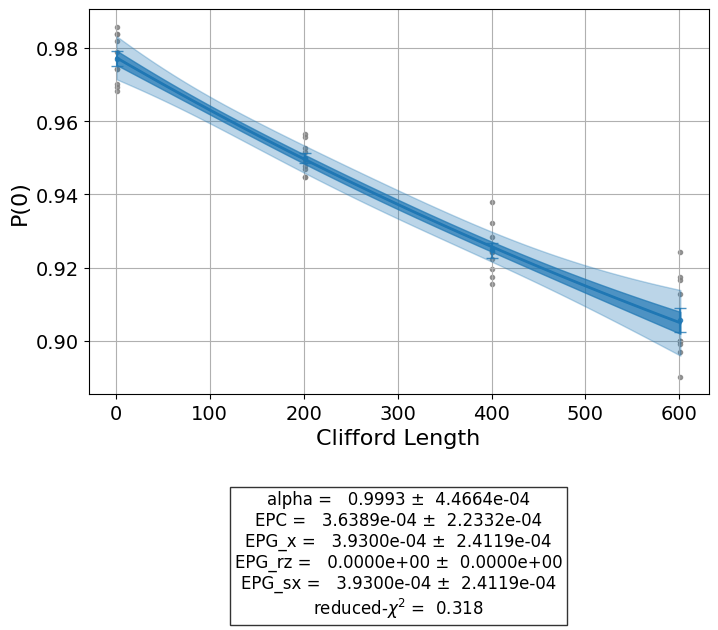 0.98
0.96
0.94
0.92
0.90
P(0)
0 100 200 300 400 500 600
Clifford Length
alpha = 0.9993 ± 4.4664e-04
EPC = 3.6389e-04 ± 2.2332e-04
EPG_x = 3.9300e-04 ± 2.4119e-04
EPG_rz = 0.0000e+00 ± 0.0000e+00
EPG_sx = 3.9300e-04 ± 2.4119e-04
reduced-χ² = 0.318